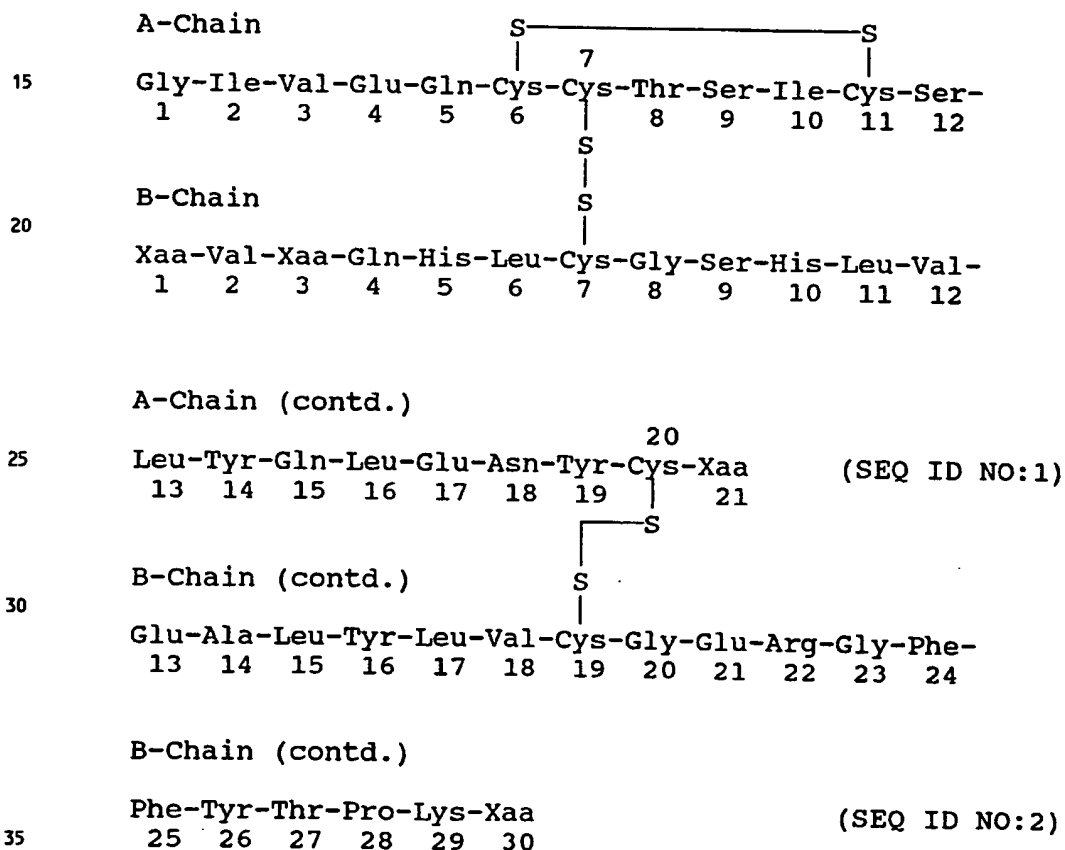 A-Chain S S
7
15 Gly-Ile-Val-Glu-Gln-Cys-Cys-Thr-Ser-Ile-Cys-Ser-
1 2 3 4 5 6 8 9 10 11 12
S
B-Chain S
20
Xaa-Val-Xaa-Gln-His-Leu-Cys-Gly-Ser-His-Leu-Val-
1 2 3 4 5 6 7 8 9 10 11 12
A-Chain (contd.)
20
25 Leu-Tyr-Gln-Leu-Glu-Asn-Tyr-Cys-Xaa (SEQ ID NO:1)
13 14 15 16 17 18 19 21
S
B-Chain (contd.) S
30
Glu-Ala-Leu-Tyr-Leu-Val-Cys-Gly-Glu-Arg-Gly-Phe-
13 14 15 16 17 18 19 20 21 22 23 24
B-Chain (contd.)
Phe-Tyr-Thr-Pro-Lys-Xaa (SEQ ID NO:2)
35 25 26 27 28 29 30